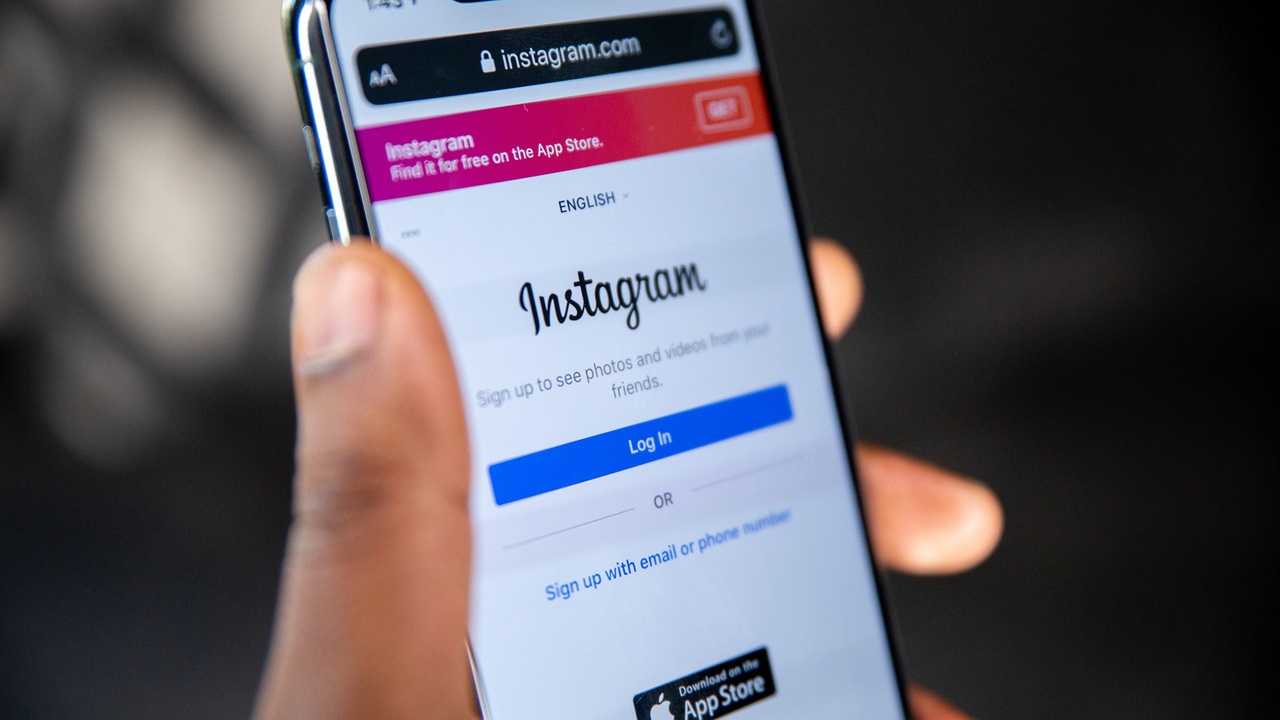 AA instagram.com
Instagram
Find it for free on the App Store.
GET
ENGLISH
Instagram
Sign up to see photos and videos from your
friends.
Log In
OR
Sign up with email or phone number
Download on the
App Store